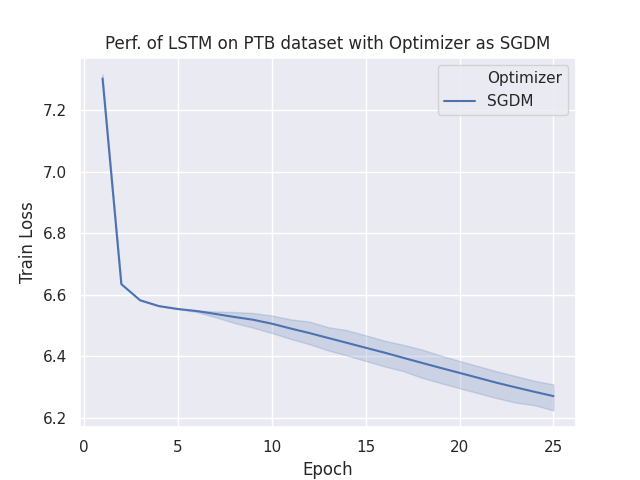 Perf. of LSTM on PTB dataset with Optimizer as SGDM
Optimizer
SGDM
7.2
7.0
6.8
6.6
6.4
6.2
Train Loss
0 5 10 15 20 25
Epoch